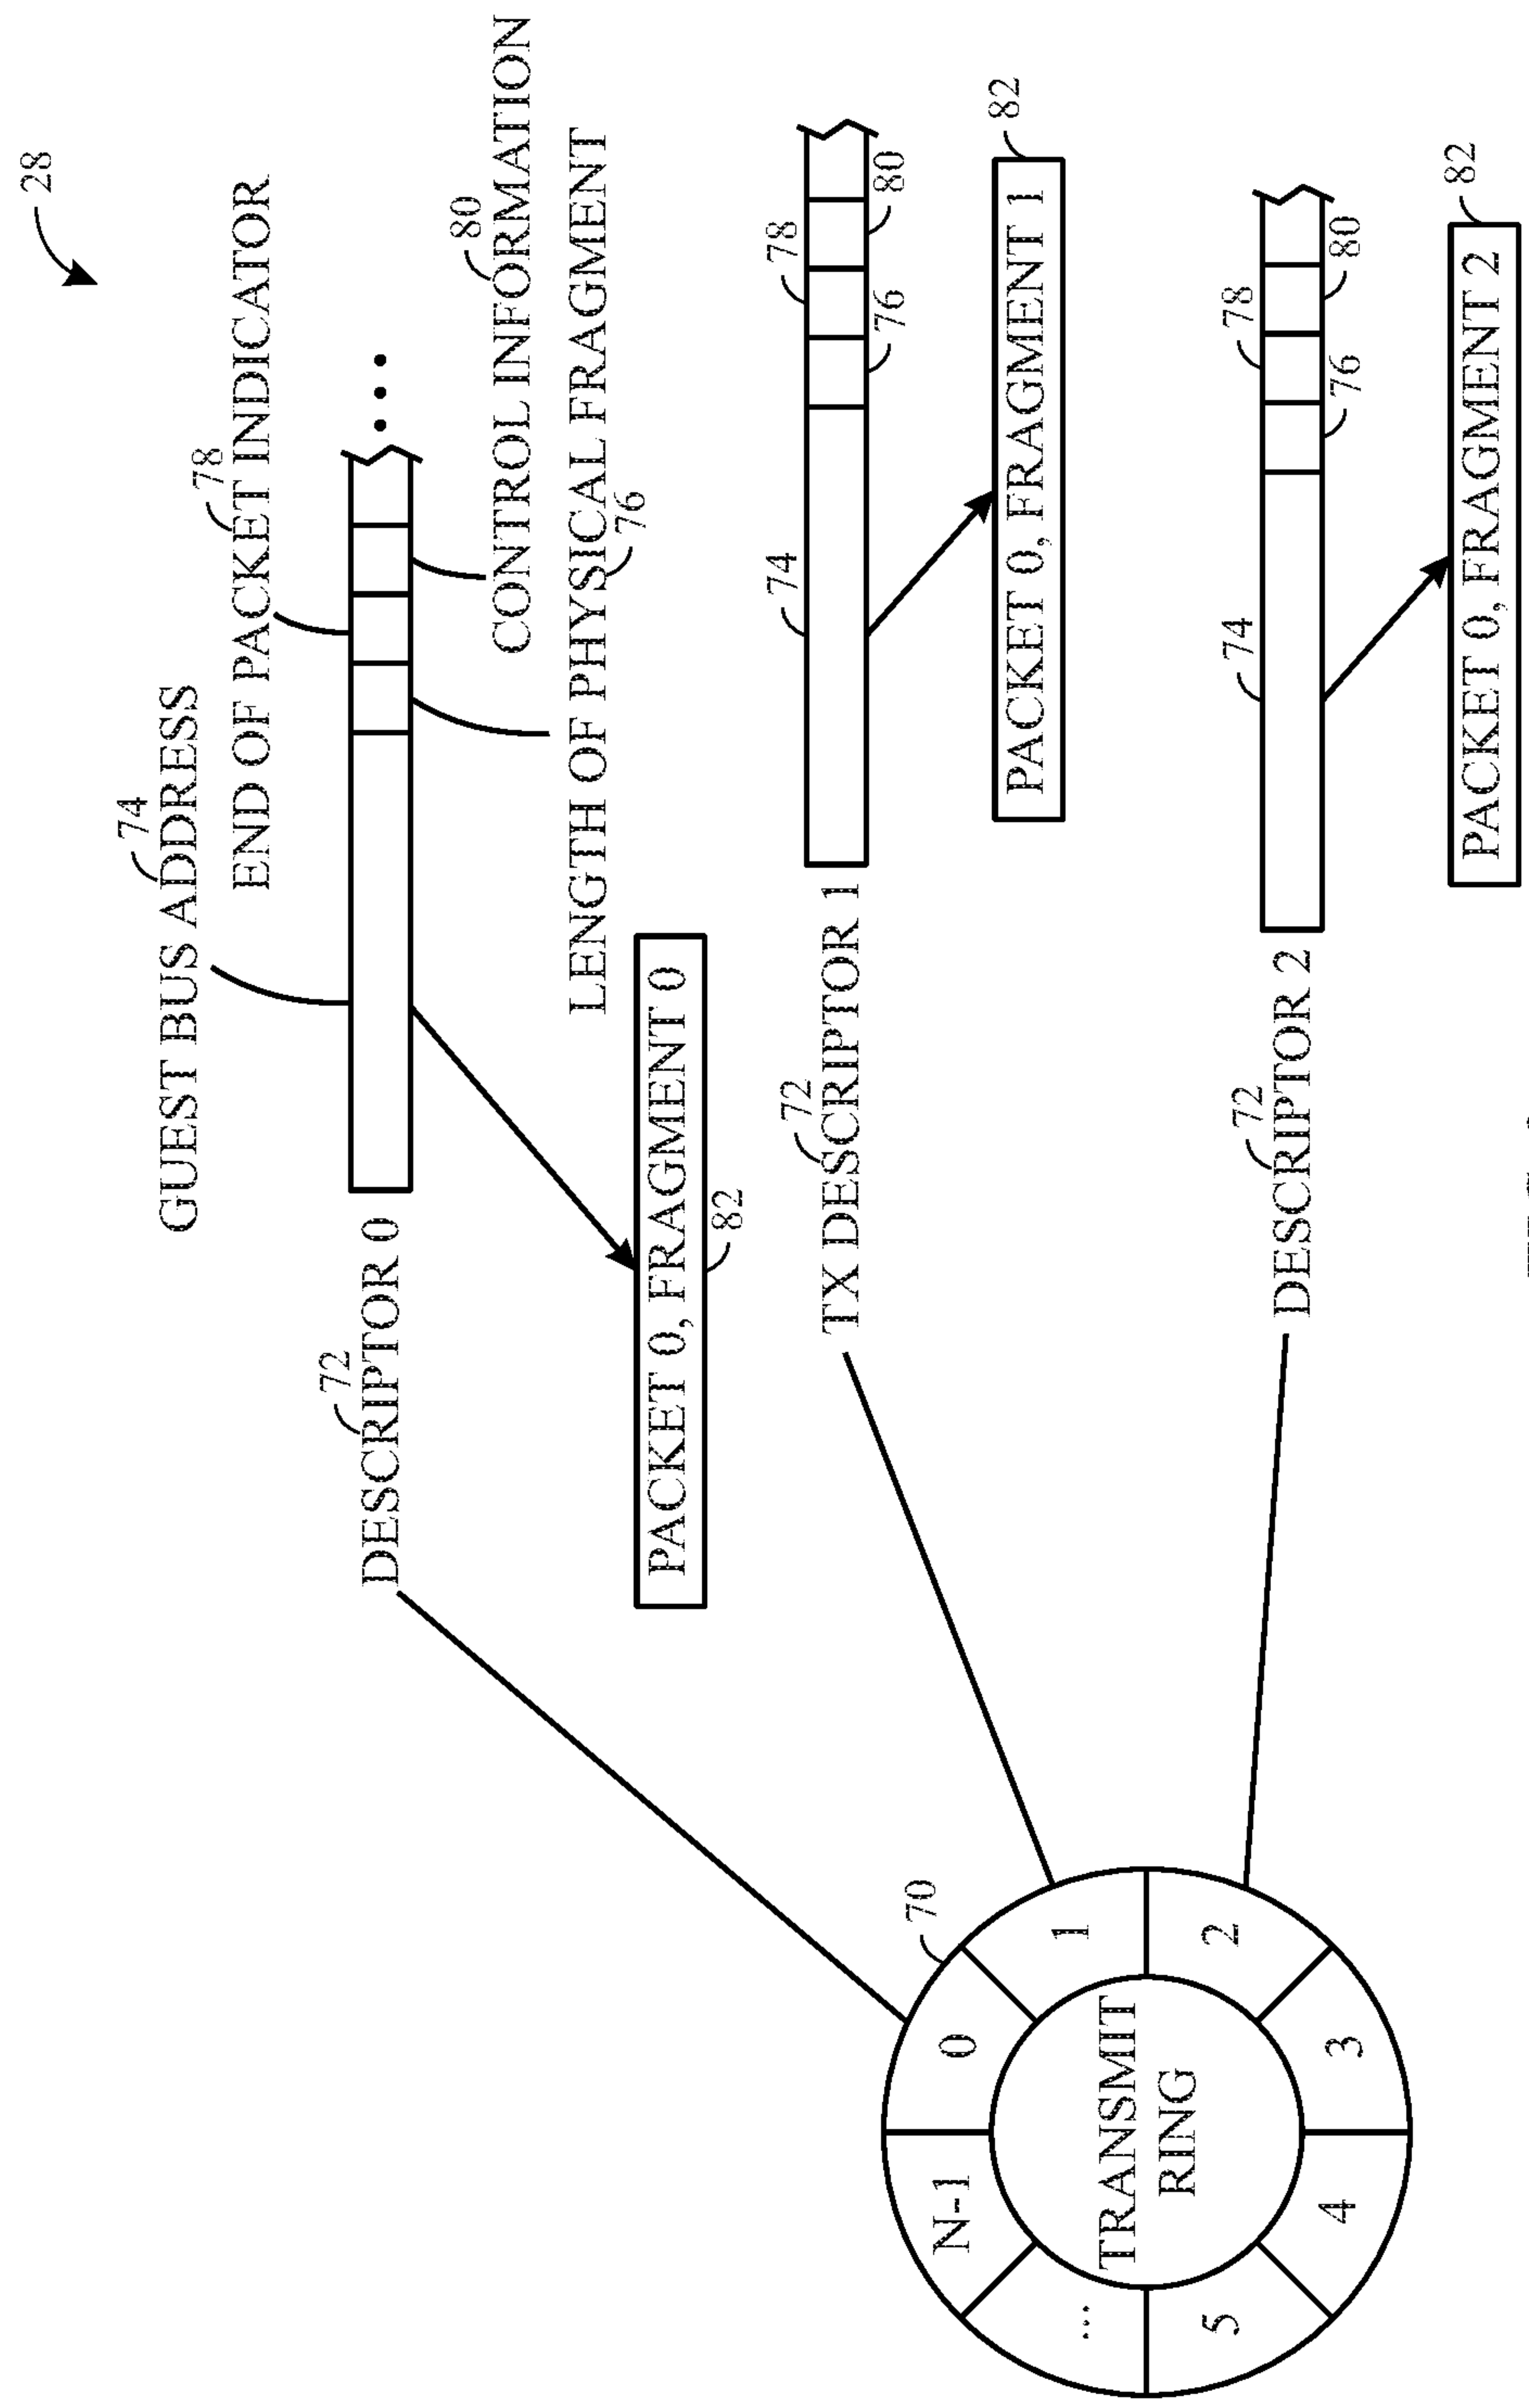 28
74
GUEST BUS ADDRESS
78
END OF PACKET INDICATOR
72
DESCRIPTOR 0
...
80
CONTROL INFORMATION
LENGTH OF PHYSICAL FRAGMENT
76
PACKET 0, FRAGMENT 0
82
72
TX DESCRIPTOR 1
74
78
76
80
PACKET 0, FRAGMENT 1
82
72
DESCRIPTOR 2
74
78
76
80
PACKET 0, FRAGMENT 2
82
70
TRANSMIT
RING
0
1
2
3
4
5
...
N-1